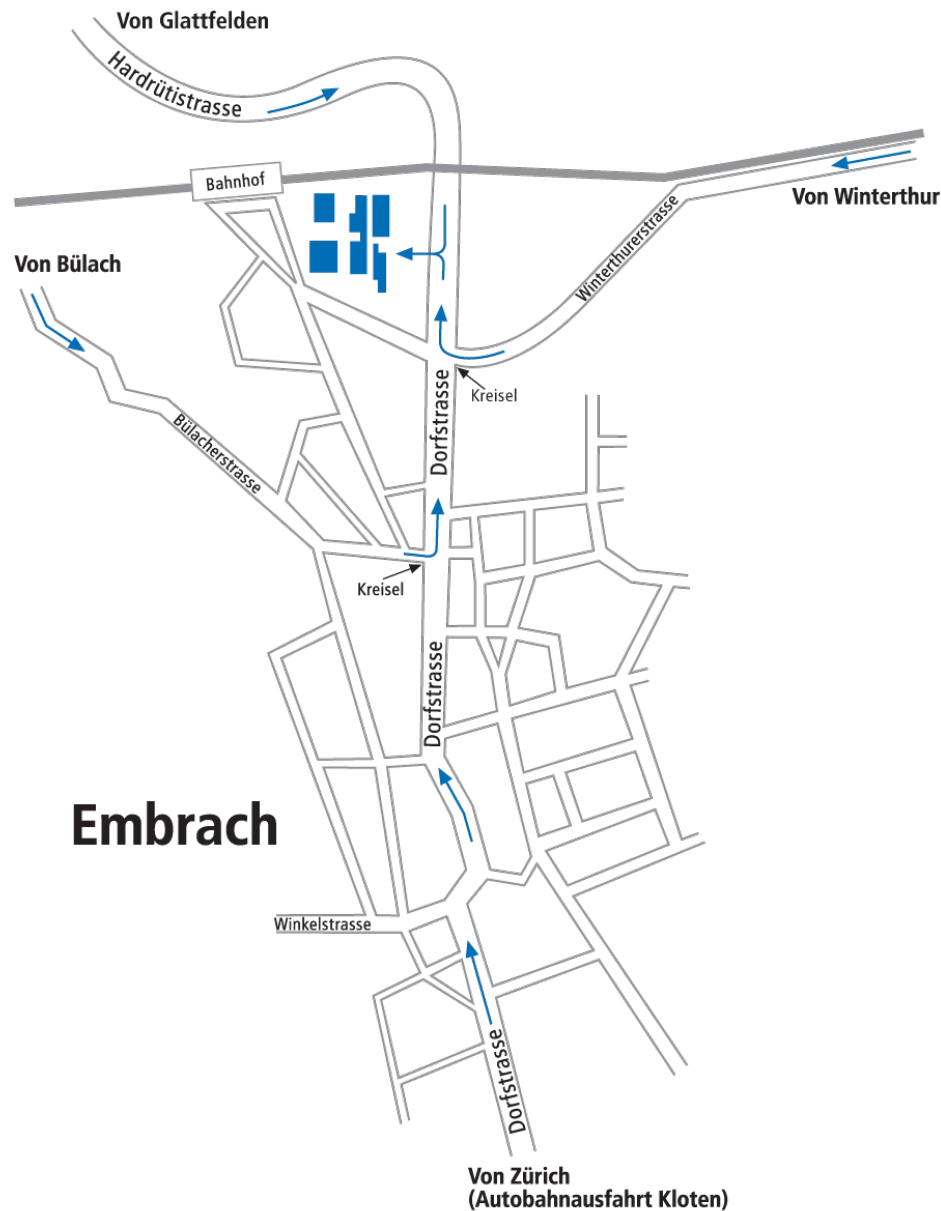 Von Glattfelden
Hardrütistrasse
Bahnhof
Von Winterthur
Winterthurerstrasse
Von Bülach
Kreisel
Dorfstrasse
Bülacherstrasse
Kreisel
Dorfstrasse
Embrach
Winkelstrasse
Dorfstrasse
Von Zürich
(Autobahnausfahrt Kloten)